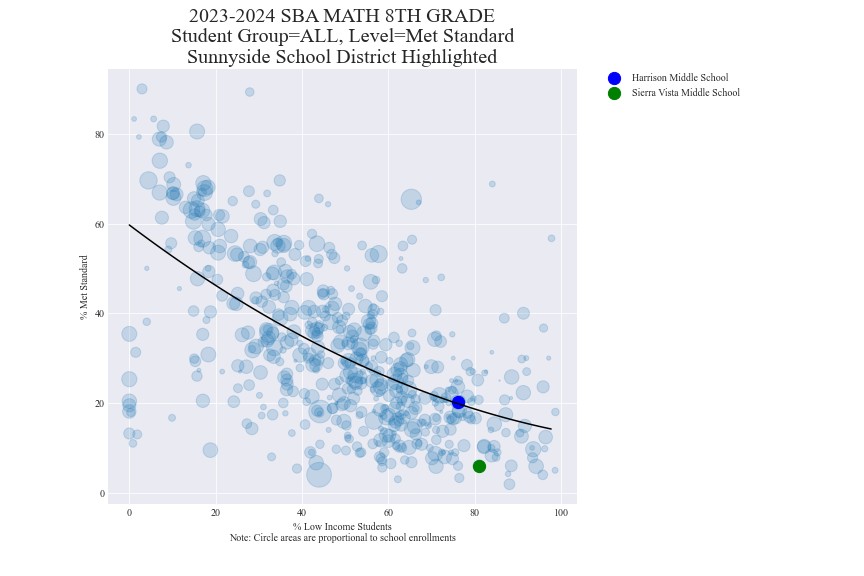 2023-2024 SBA MATH 8TH GRADE
Student Group=ALL, Level=Met Standard
Sunnyside School District Highlighted
Harrison Middle School
Sierra Vista Middle School
% Met Standard
80
60
40
20
0
0 20 40 60 80 100
% Low Income Students
Note: Circle areas are proportional to school enrollments